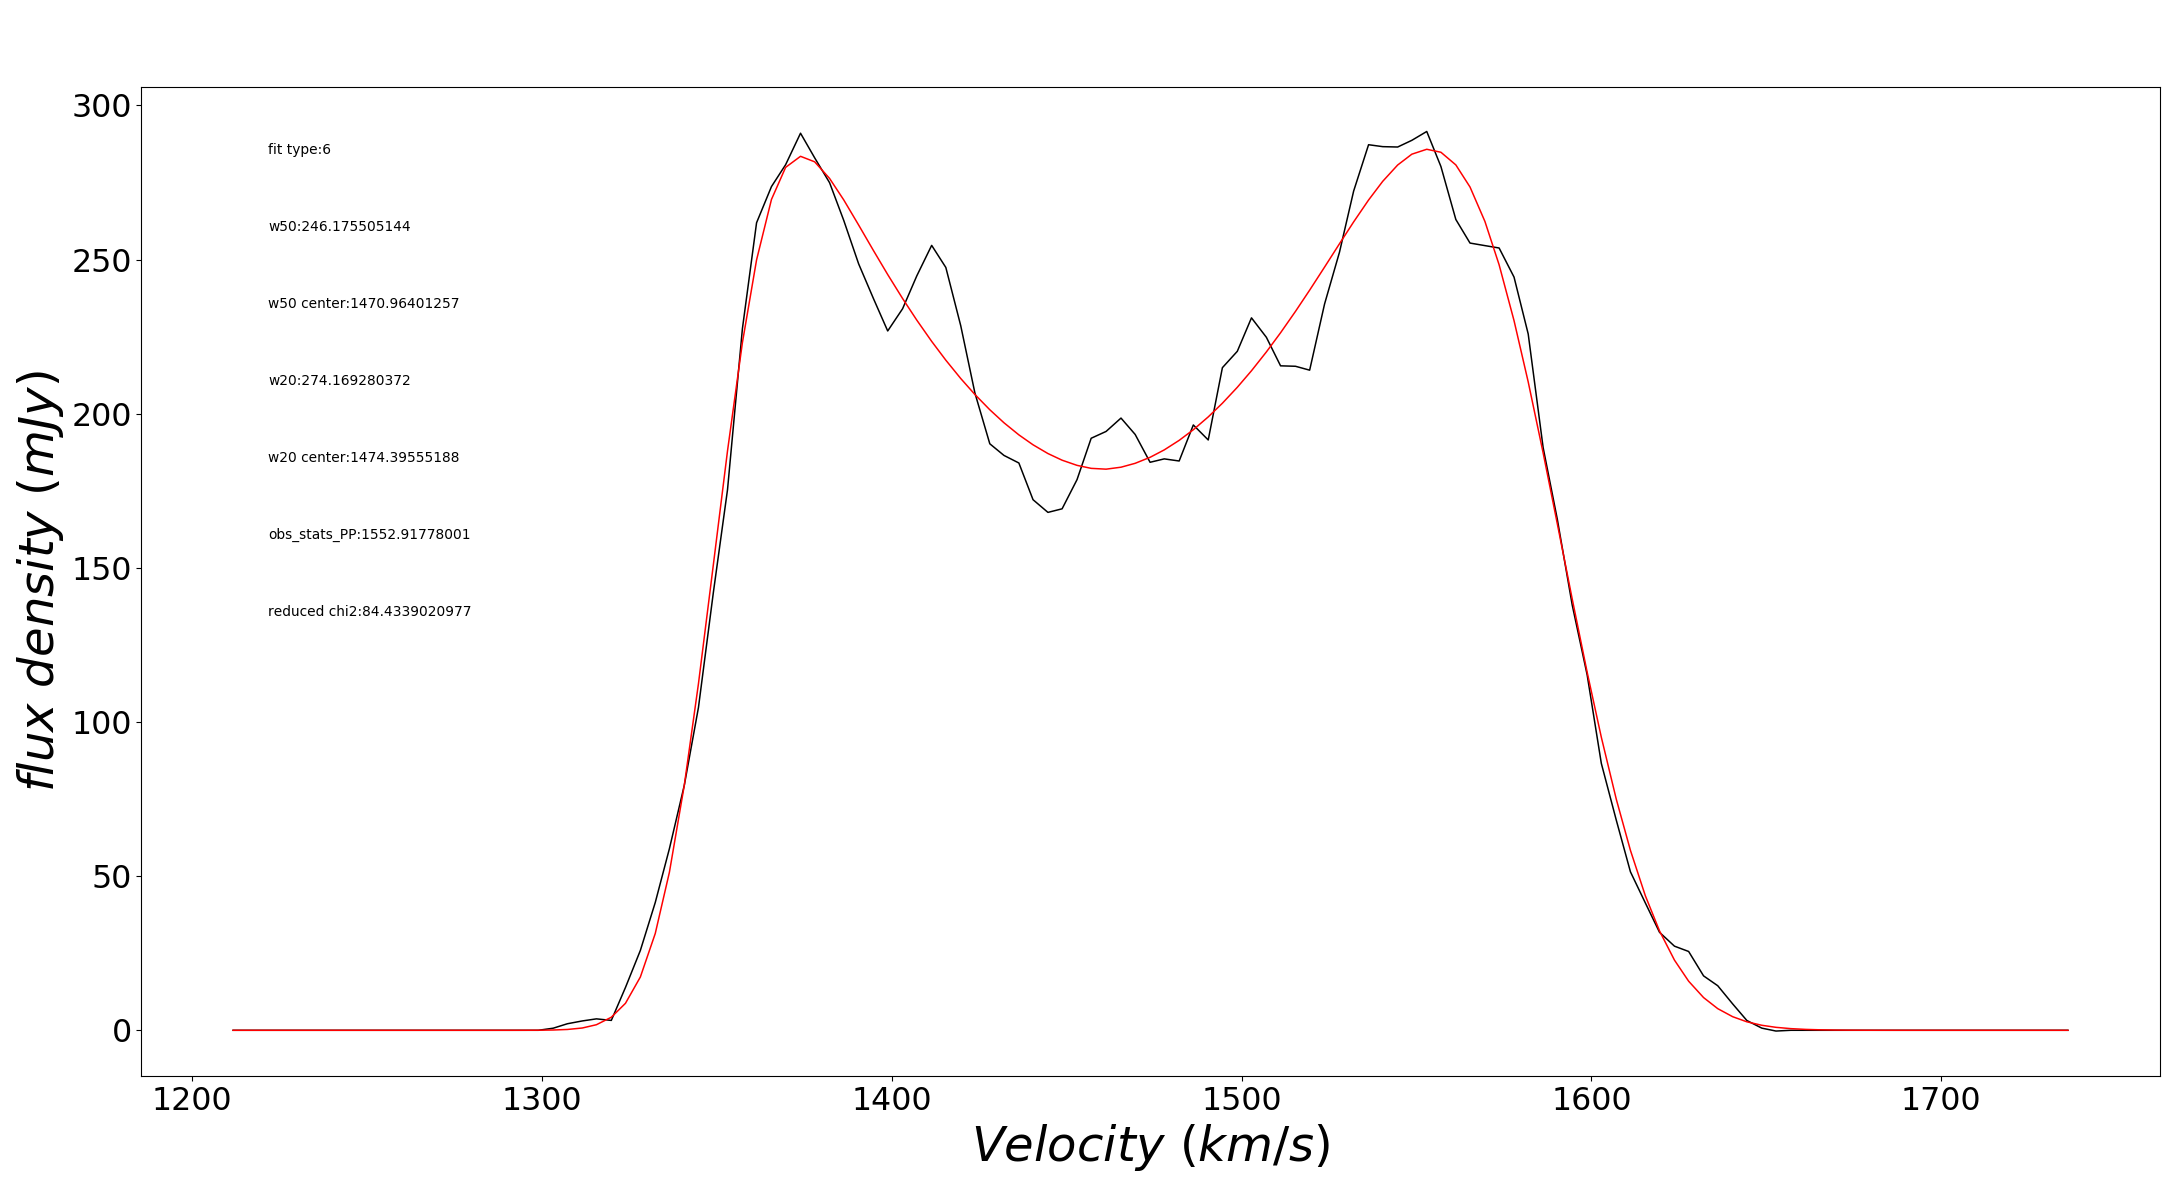 300
250
200
150
100
50
0
flux density (mJy)
fit type:6
w50:246.175505144
w50 center:1470.96401257
w20:274.169280372
w20 center:1474.39555188
obs_stats_PP:1552.91778001
reduced chi2:84.4339020977
1200 1300 1400 1500 1600 1700
Velocity (km/s)